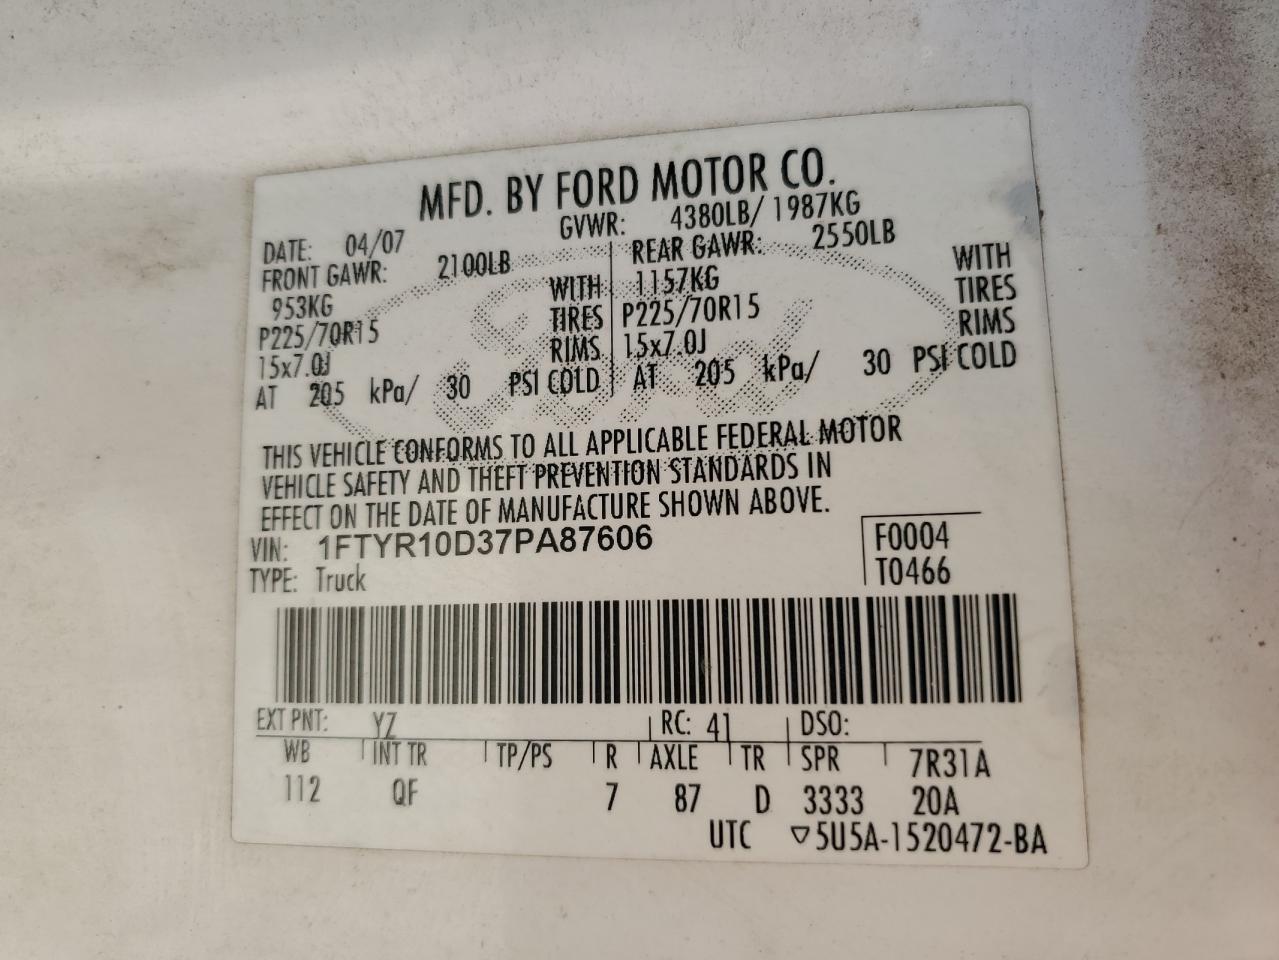 MFD. BY FORD MOTOR CO.
DATE: 04/07 GVWR: 4380LB/ 1987KG
FRONT GAWR: 2100LB REAR GAWR: 2550LB
953KG WITH 1157KG WITH
P225/70R15 TIRES P225/70R15 TIRES
15x7.0J RIMS 15x7.0J RIMS
AT 205 kPa/ 30 PSI COLD AT 205 kPa/ 30 PSI COLD
THIS VEHICLE CONFORMS TO ALL APPLICABLE FEDERAL MOTOR
VEHICLE SAFETY AND THEFT PREVENTION STANDARDS IN
EFFECT ON THE DATE OF MANUFACTURE SHOWN ABOVE.
VIN: 1FTYR10D37PA87606 F0004
TYPE: Truck T0466
EXT PNT: YZ RC: 41 DSO:
WB INT TR TP/PS R AXLE TR SPR 7R31A
112 QF 7 87 D 3333 20A
UTC ▽5U5A-1520472-BA